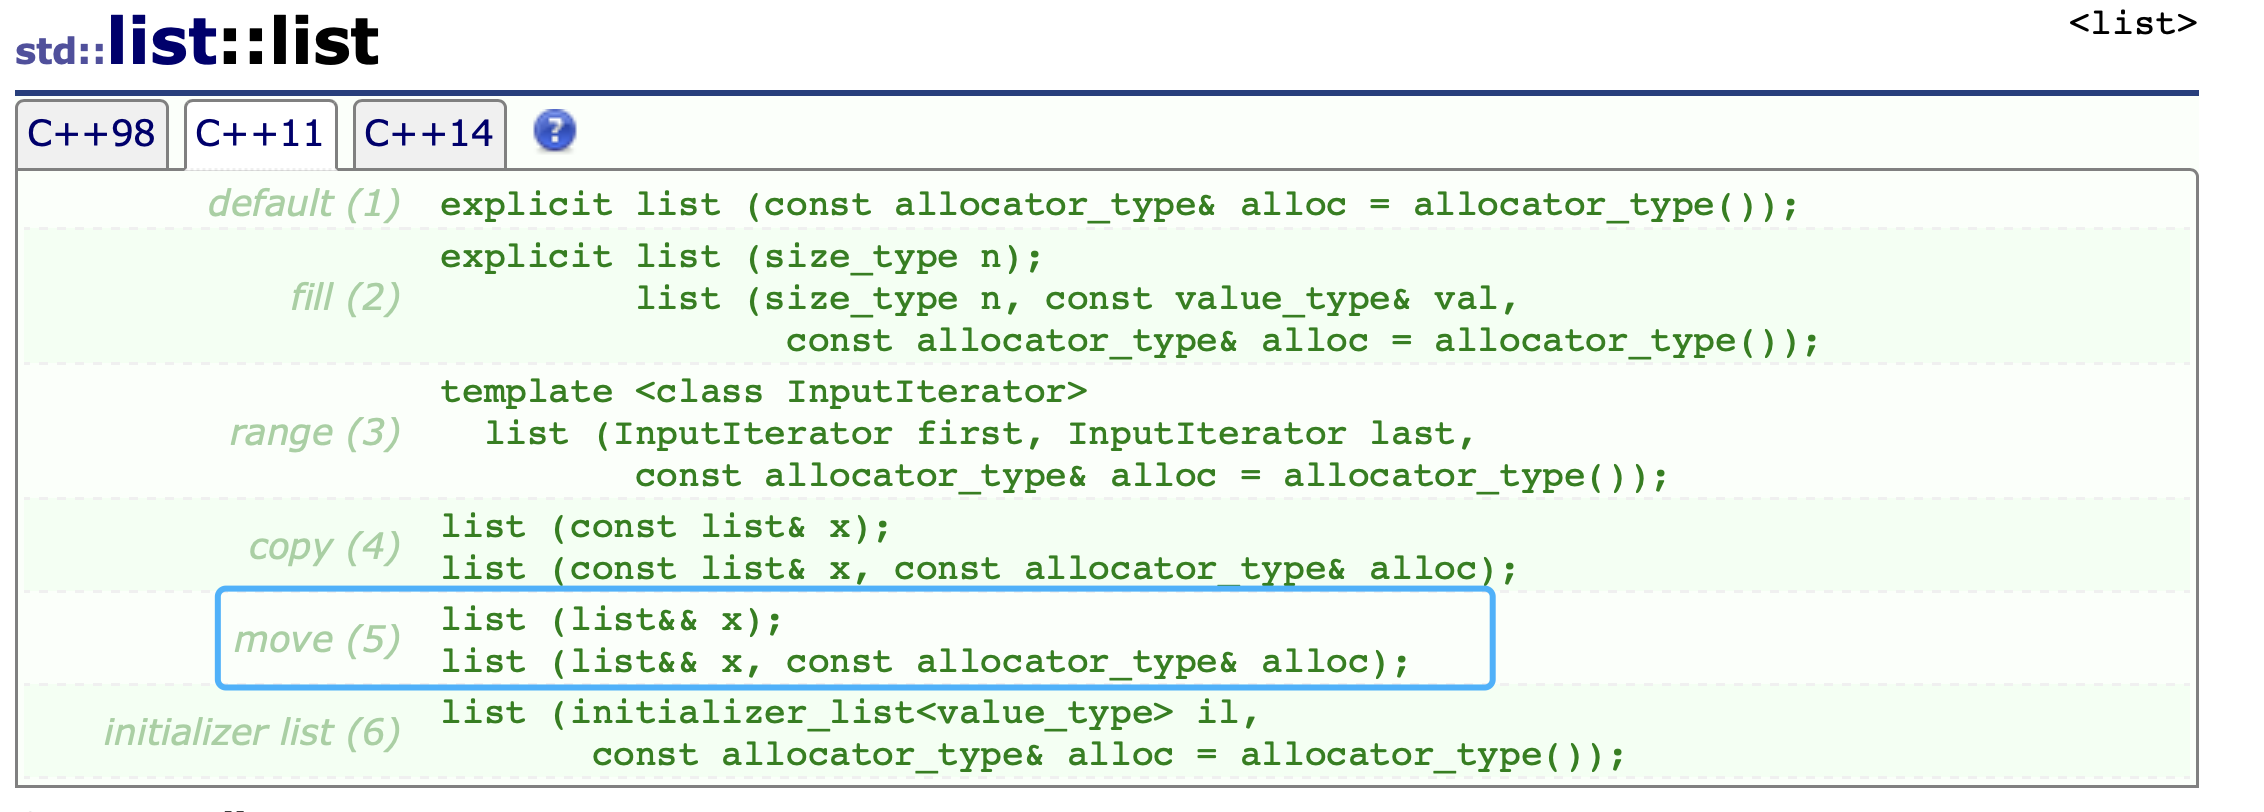 std::list::list
<list>
C++98 C++11 C++14 ?
default (1) explicit list (const allocator_type& alloc = allocator_type());
explicit list (size_type n);
fill (2) list (size_type n, const value_type& val,
const allocator_type& alloc = allocator_type());
template <class InputIterator>
range (3) list (InputIterator first, InputIterator last,
const allocator_type& alloc = allocator_type());
copy (4) list (const list& x);
list (const list& x, const allocator_type& alloc);
move (5) list (list&& x);
list (list&& x, const allocator_type& alloc);
initializer list (6) list (initializer_list<value_type> il,
const allocator_type& alloc = allocator_type());